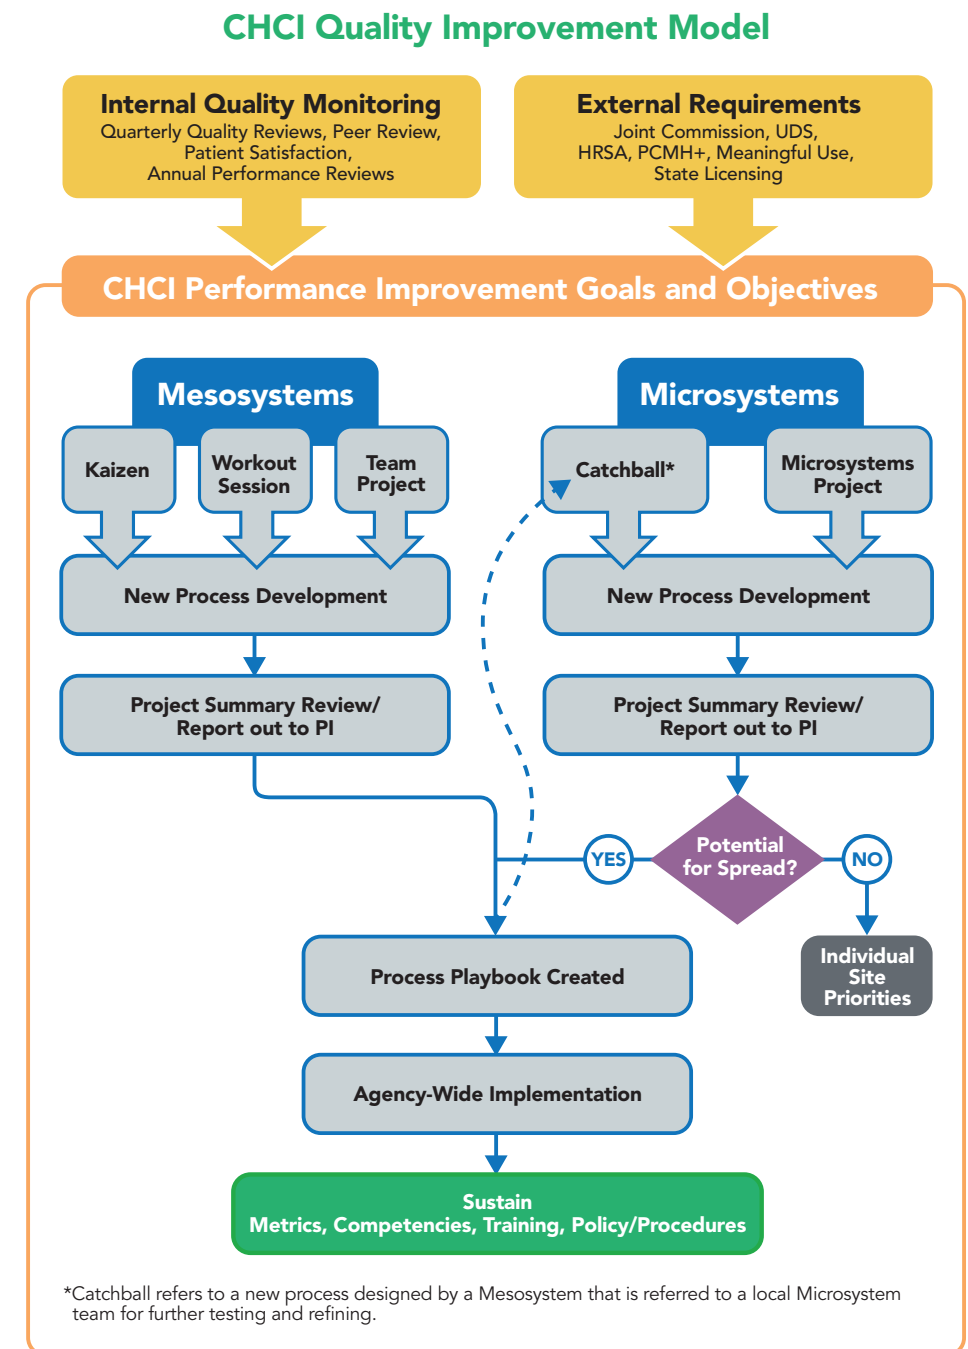 CHCI Quality Improvement Model
Internal Quality Monitoring
Quarterly Quality Reviews, Peer Review,
Patient Satisfaction,
Annual Performance Reviews
External Requirements
Joint Commission, UDS,
HRSA, PCMH+, Meaningful Use,
State Licensing
CHCI Performance Improvement Goals and Objectives
Mesosystems
Kaizen
Workout
Session
Team
Project
New Process Development
Project Summary Review/
Report out to PI
Microsystems
Catchball*
Microsystems
Project
New Process Development
Project Summary Review/
Report out to PI
Potential
for Spread?
YES
NO
Individual
Site
Priorities
Process Playbook Created
Agency-Wide Implementation
Sustain
Metrics, Competencies, Training, Policy/Procedures
*Catchball refers to a new process designed by a Mesosystem that is referred to a local Microsystem
team for further testing and refining.